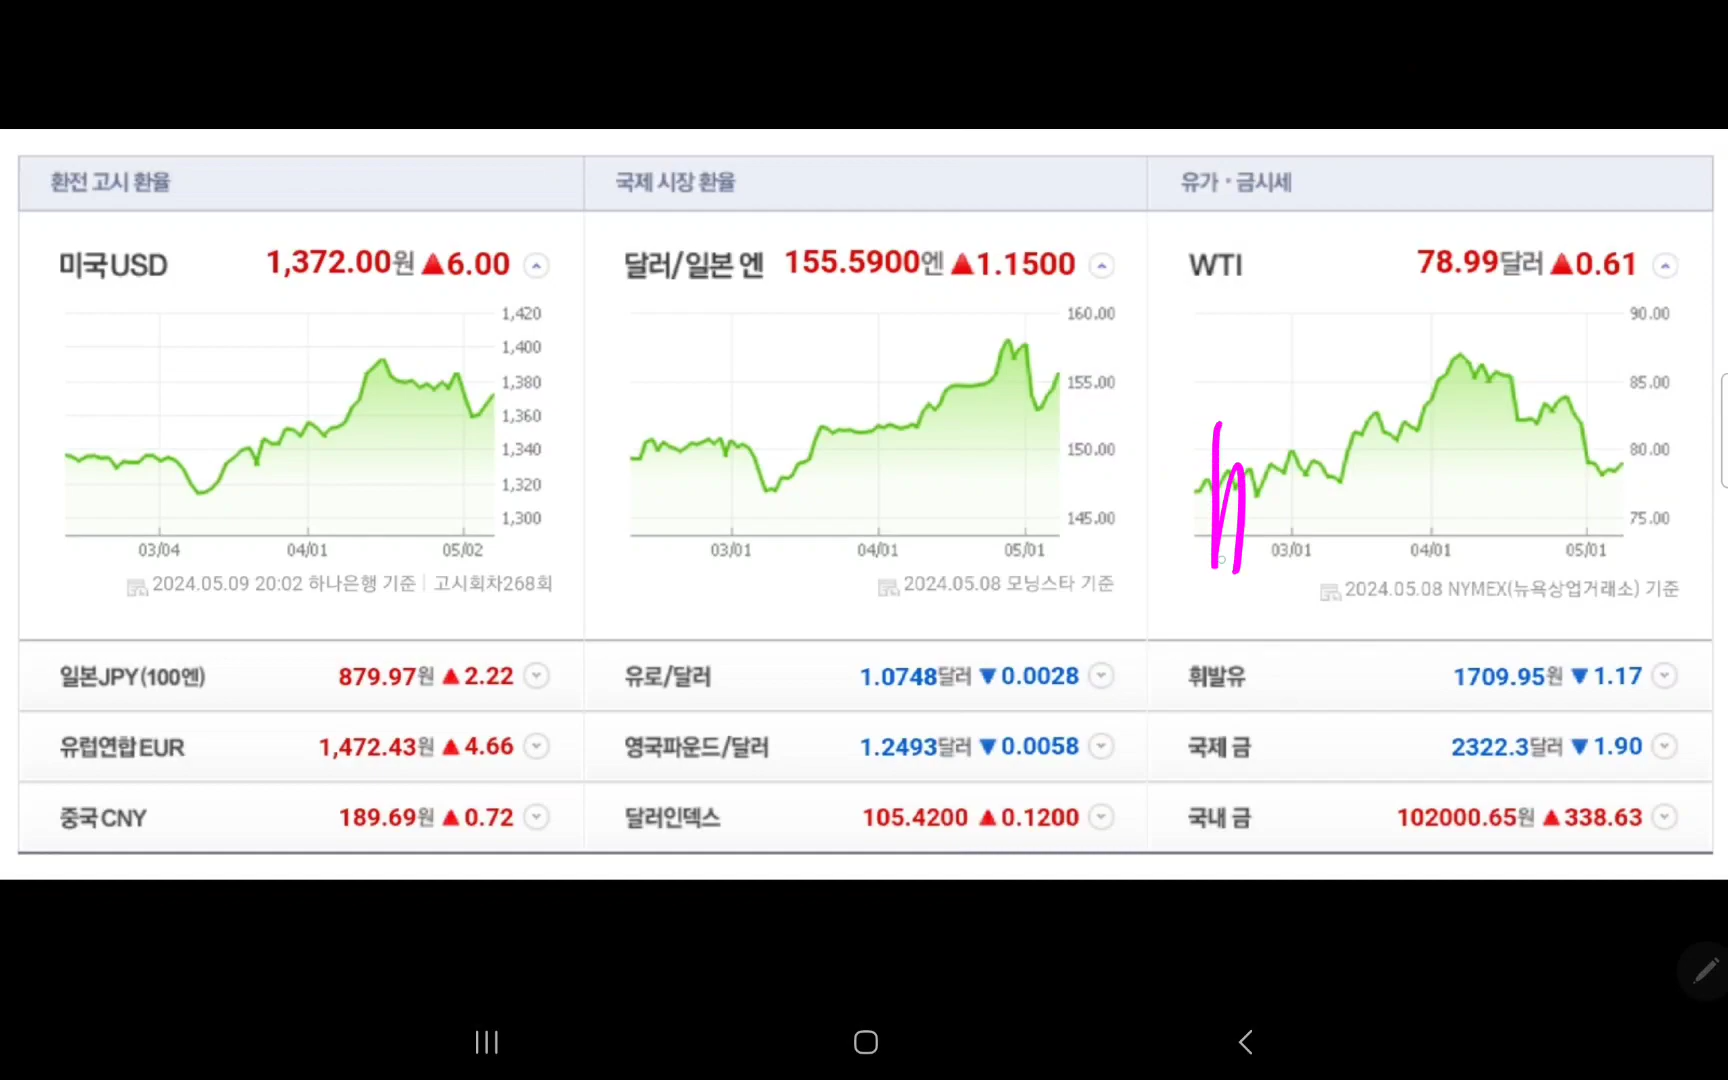 환전 고시 환율
국제 시장 환율
유가·금시세
미국 USD 1,372.00원 ▲6.00
1,420
1,400
1,380
1,360
1,340
1,320
1,300
03/04 04/01 05/02
2024.05.09 20:02 하나은행 기준 | 고시회차268회
달러/일본 엔 155.5900엔 ▲1.1500
160.00
155.00
150.00
145.00
03/01 04/01 05/01
2024.05.08 모닝스타 기준
WTI 78.99달러 ▲0.61
90.00
85.00
80.00
75.00
03/01 04/01 05/01
2024.05.08 NYMEX(뉴욕상업거래소) 기준
일본 JPY(100엔) 879.97원 ▲2.22
유럽연합 EUR 1,472.43원 ▲4.66
중국 CNY 189.69원 ▲0.72
유로/달러 1.0748달러 ▼0.0028
영국파운드/달러 1.2493달러 ▼0.0058
달러인덱스 105.4200 ▲0.1200
휘발유 1709.95원 ▼1.17
국제 금 2322.3달러 ▼1.90
국내 금 102000.65원 ▲338.63